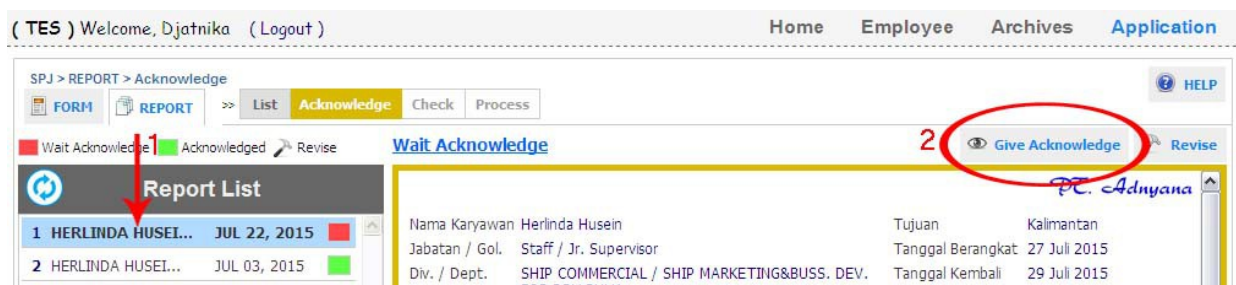 ( TES ) Welcome, Djatnika ( Logout )
Home Employee Archives Application
SPJ > REPORT > Acknowledge
HELP
FORM REPORT >> List Acknowledge Check Process
Wait Acknowledge Acknowledged Revise
1
Wait Acknowledge
2
Give Acknowledge Revise
Report List
PT. Adnyana
1 HERLINDA HUSEI... JUL 22, 2015
2 HERLINDA HUSEI... JUL 03, 2015
Nama Karyawan Herlinda Husein Tujuan Kalimantan
Jabatan / Gol. Staff / Jr. Supervisor Tanggal Berangkat 27 Juli 2015
Div. / Dept. SHIP COMMERCIAL / SHIP MARKETING&BUSS. DEV. Tanggal Kembali 29 Juli 2015